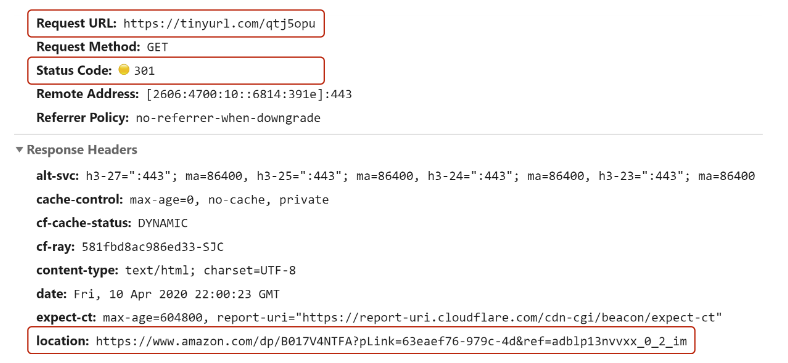 Request URL: https://tinyurl.com/qtj5opu
Request Method: GET
Status Code: 301
Remote Address: [2606:4700:10::6814:391e]:443
Referrer Policy: no-referrer-when-downgrade
Response Headers
alt-svc: h3-27=":443"; ma=86400, h3-25=":443"; ma=86400, h3-24=":443"; ma=86400, h3-23=":443"; ma=86400
cache-control: max-age=0, no-cache, private
cf-cache-status: DYNAMIC
cf-ray: 581fbd8ac986ed33-SJC
content-type: text/html; charset=UTF-8
date: Fri, 10 Apr 2020 22:00:23 GMT
expect-ct: max-age=604800, report-uri="https://report-uri.cloudflare.com/cdn-cgi/beacon/expect-ct"
location: https://www.amazon.com/dp/B017V4NTFA?pLink=63eaef76-979c-4d&ref=adblp13nvvxx_0_2_im